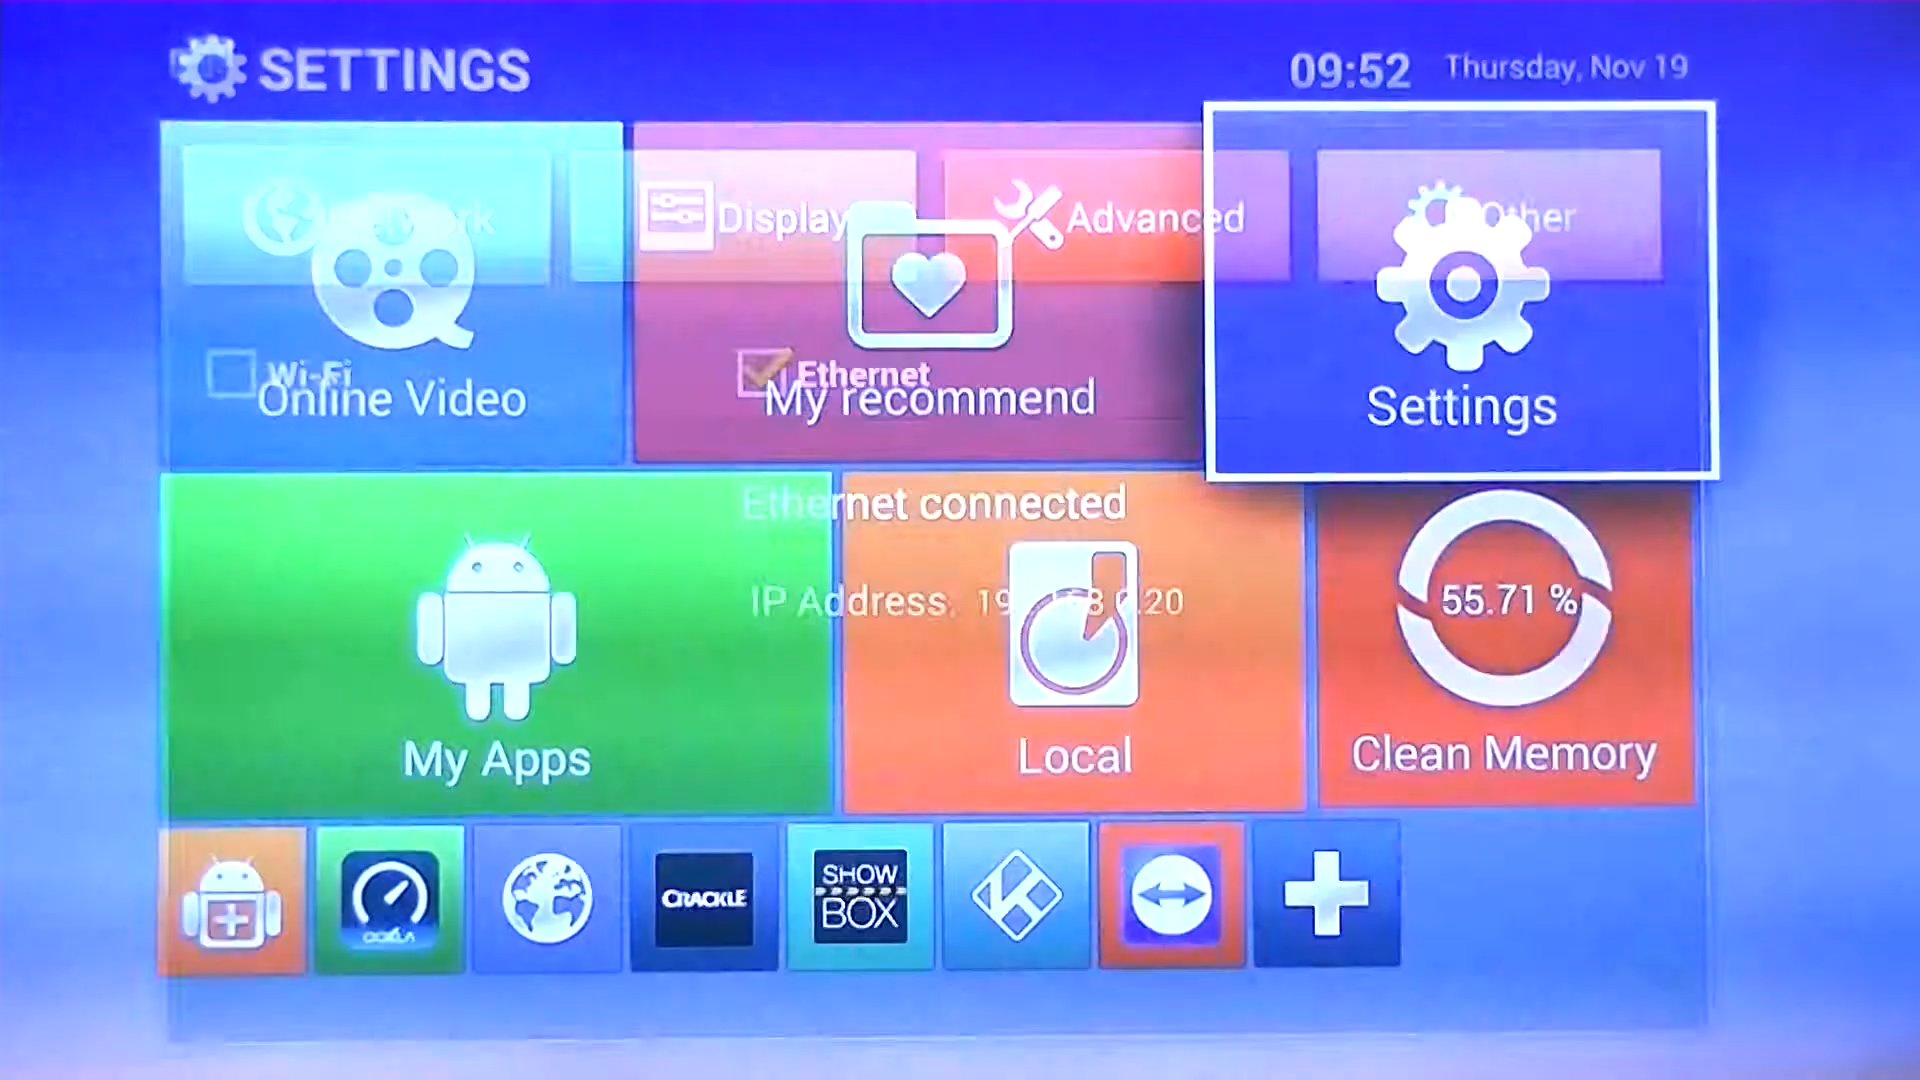 SETTINGS
09:52 Thursday, Nov 19
Display
Advanced
Other
Wi-Fi
Ethernet
Online Video
My recommend
Settings
Ethernet connected
IP Address:
55.71 %
My Apps
Local
Clean Memory
OOKLA
CRACKLE
SHOW
BOX